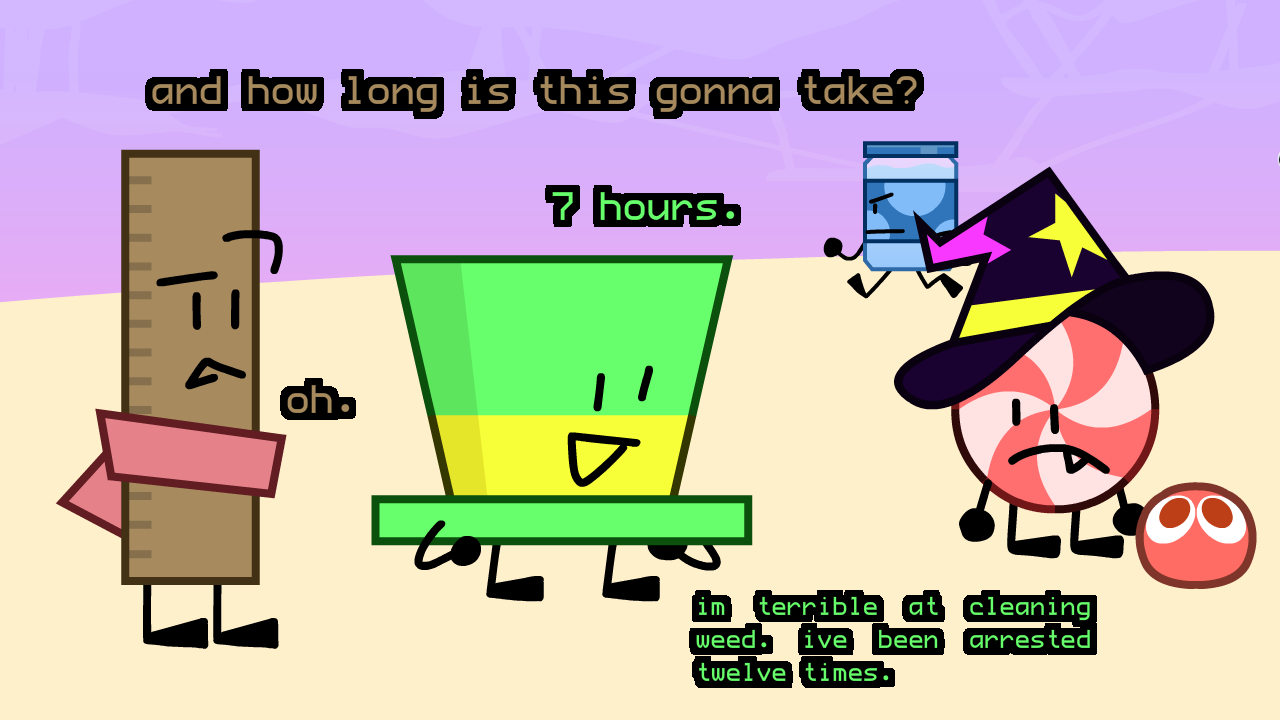 and how long is this gonna take?
7 hours.
oh.
im terrible at cleaning
weed. ive been arrested
twelve times.